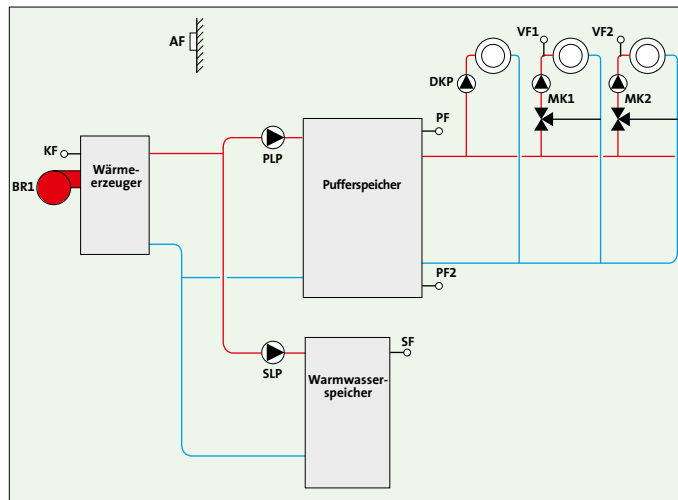 AF
VF1
VF2
DKP
MK1
MK2
PF
KF
PLP
Wärme-
erzeuger
Pufferspeicher
BR1
PF2
SF
SLP
Warmwasser-
speicher